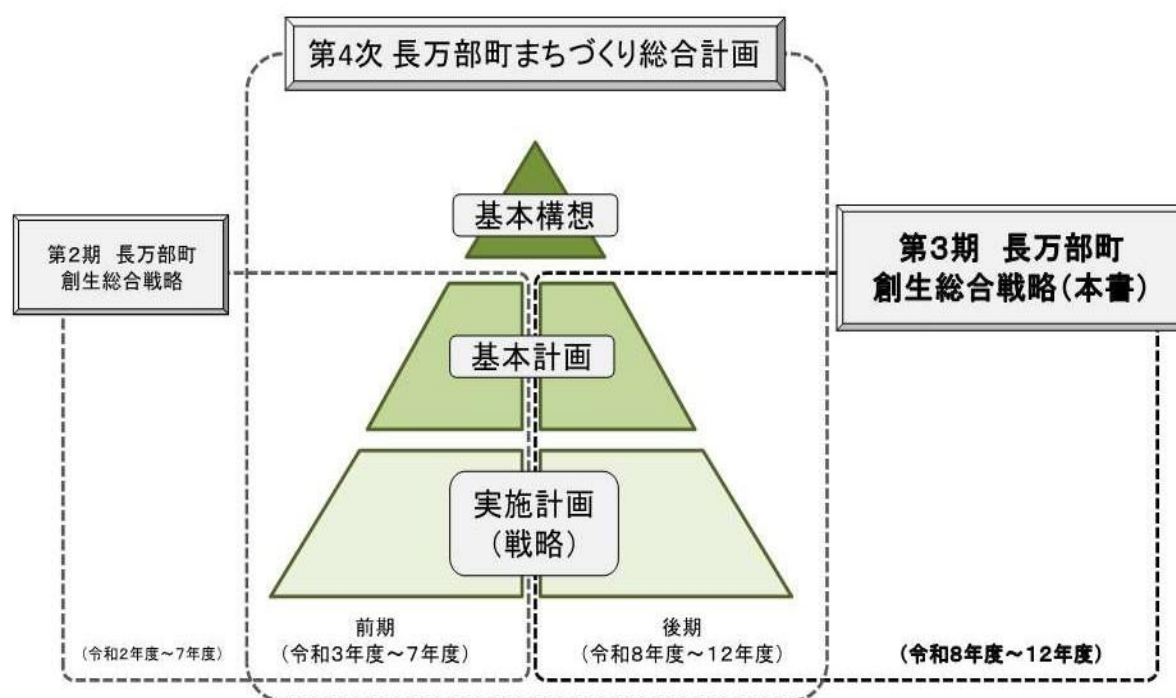 第4次 長万部町まちづくり総合計画
基本構想
第2期 長万部町
創生総合戦略
第3期 長万部町
創生総合戦略(本書)
基本計画
実施計画
(戦略)
前期
(令和3年度～7年度)
後期
(令和8年度～12年度)
(令和2年度～7年度)
(令和8年度～12年度)